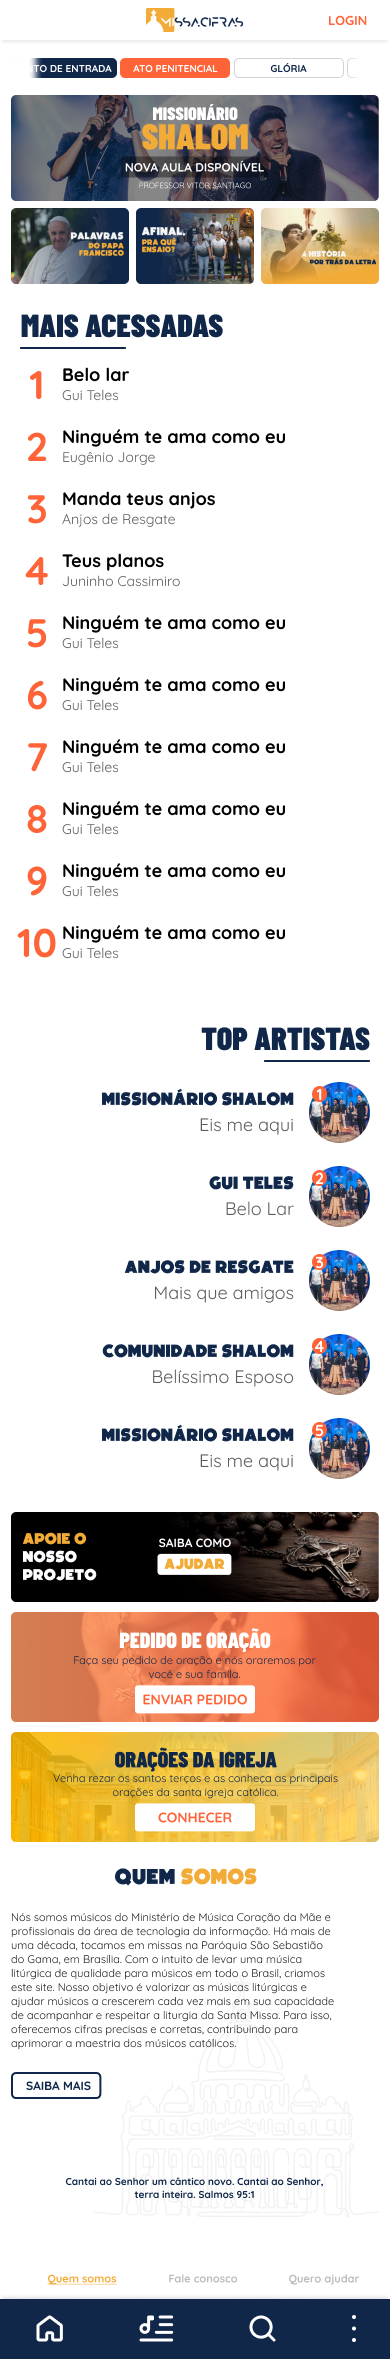 MISSACIFRAS
LOGIN
TO DE ENTRADA
ATO PENITENCIAL
GLÓRIA
MISSIONÁRIO
SHALOM
NOVA AULA DISPONÍVEL
PROFESSOR VITOR SANTIAGO
PALAVRAS
DO PAPA
FRANCISCO
AFINAL,
PRA QUÊ
ENSAIO?
A HISTÓRIA
POR TRÁS DA LETRA
MAIS ACESSADAS
1 Belo lar
Gui Teles
2 Ninguém te ama como eu
Eugênio Jorge
3 Manda teus anjos
Anjos de Resgate
4 Teus planos
Juninho Cassimiro
5 Ninguém te ama como eu
Gui Teles
6 Ninguém te ama como eu
Gui Teles
7 Ninguém te ama como eu
Gui Teles
8 Ninguém te ama como eu
Gui Teles
9 Ninguém te ama como eu
Gui Teles
10 Ninguém te ama como eu
Gui Teles
TOP ARTISTAS
MISSIONÁRIO SHALOM 1
Eis me aqui
GUI TELES 2
Belo Lar
ANJOS DE RESGATE 3
Mais que amigos
COMUNIDADE SHALOM 4
Belíssimo Esposo
MISSIONÁRIO SHALOM 5
Eis me aqui
APOIE O
NOSSO
PROJETO
SAIBA COMO
AJUDAR
PEDIDO DE ORAÇÃO
Faça seu pedido de oração e nós oraremos por
você e sua família.
ENVIAR PEDIDO
ORAÇÕES DA IGREJA
Venha rezar os santos terços e as conheça as principais
orações da santa igreja católica.
CONHECER
QUEM SOMOS
Nós somos músicos do Ministério de Música Coração da Mãe e
profissionais da área de tecnologia da informação. Há mais de
uma década, tocamos em missas na Paróquia São Sebastião
do Gama, em Brasília. Com o intuito de levar uma música
litúrgica de qualidade para músicos em todo o Brasil, criamos
este site. Nosso objetivo é valorizar as músicas litúrgicas e
ajudar músicos a crescerem cada vez mais em sua capacidade
de acompanhar e respeitar a liturgia da Santa Missa. Para isso,
oferecemos cifras precisas e corretas, contribuindo para
aprimorar a maestria dos músicos católicos.
SAIBA MAIS
Cantai ao Senhor um cântico novo. Cantai ao Senhor,
terra inteira. Salmos 95:1
Quem somos
Fale conosco
Quero ajudar